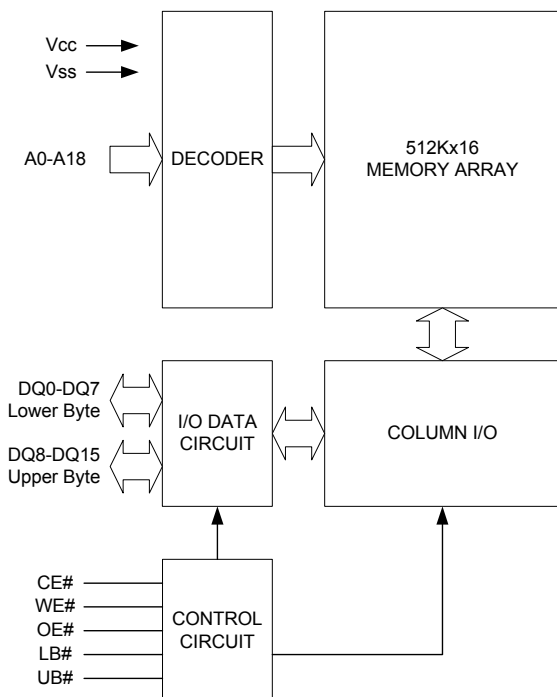 Vcc
Vss
A0-A18
DECODER
512Kx16
MEMORY ARRAY
DQ0-DQ7
Lower Byte
DQ8-DQ15
Upper Byte
I/O DATA
CIRCUIT
COLUMN I/O
CE#
WE#
OE#
LB#
UB#
CONTROL
CIRCUIT